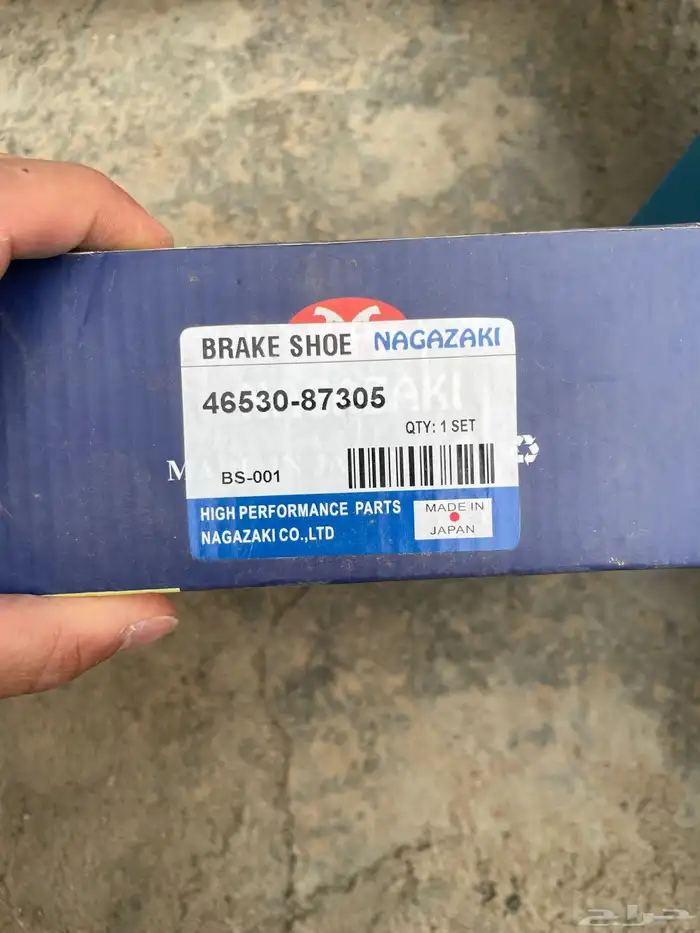 BRAKE SHOE NAGAZAKI
46530-87305
QTY: 1 SET
BS-001
HIGH PERFORMANCE PARTS
NAGAZAKI CO.,LTD
MADE IN
JAPAN
حراج